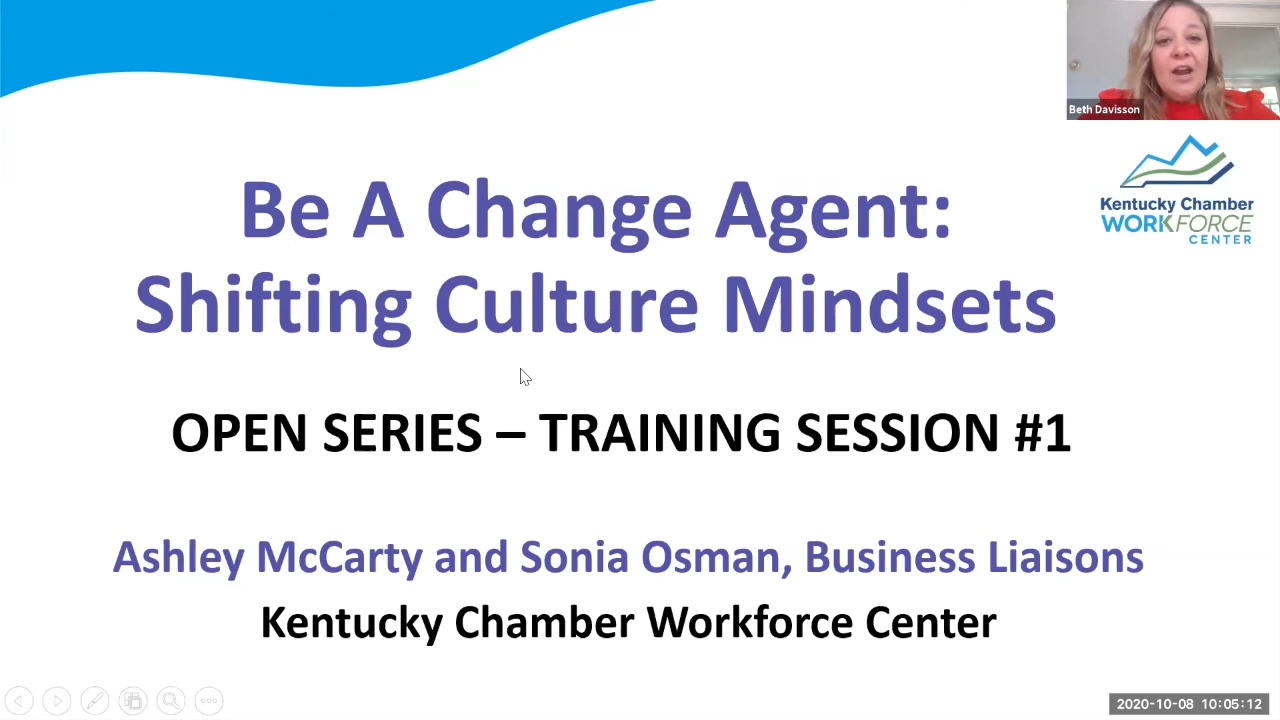 Beth Davisson
Kentucky Chamber
WORKFORCE
CENTER
Be A Change Agent:
Shifting Culture Mindsets
OPEN SERIES – TRAINING SESSION #1
Ashley McCarty and Sonia Osman, Business Liaisons
Kentucky Chamber Workforce Center
2020-10-08 10:05:12